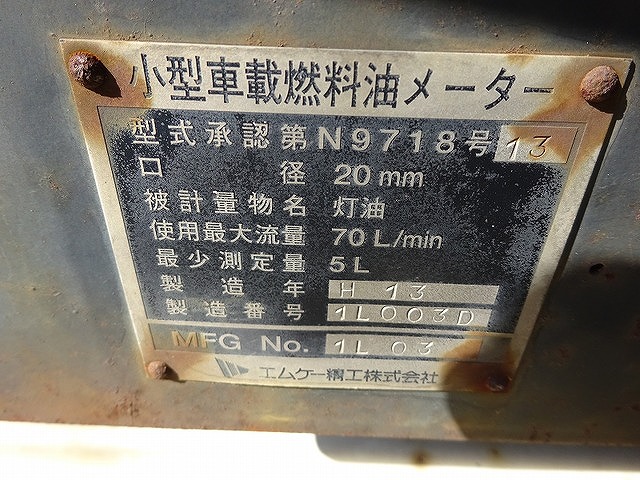 小型車載燃料油メーター
型式承認第N9718号 13
口径 20mm
被計量物名 灯油
使用最大流量 70L/min
最少測定量 5L
製造年 H 13
製造番号 1L003D
MFG No. 1L 03
エムケー精工株式会社